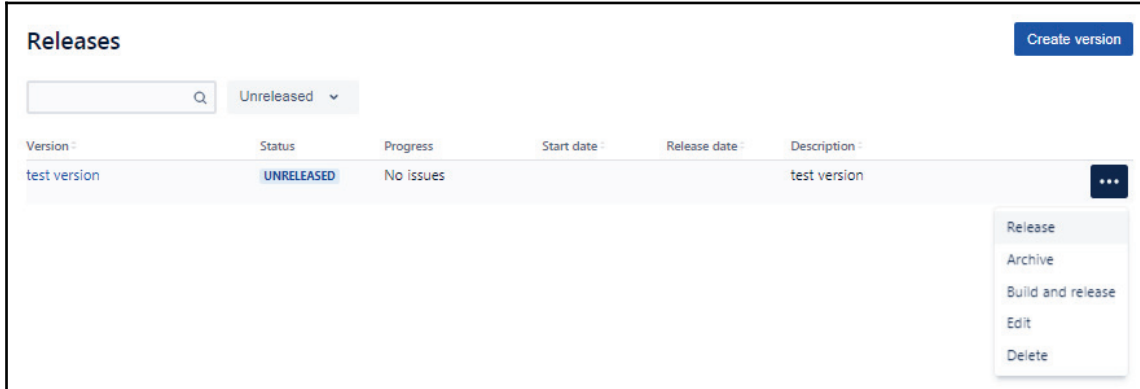 Releases
Create version
Unreleased
Version Status Progress Start date Release date Description
test version UNRELEASED No issues test version
Release
Archive
Build and release
Edit
Delete